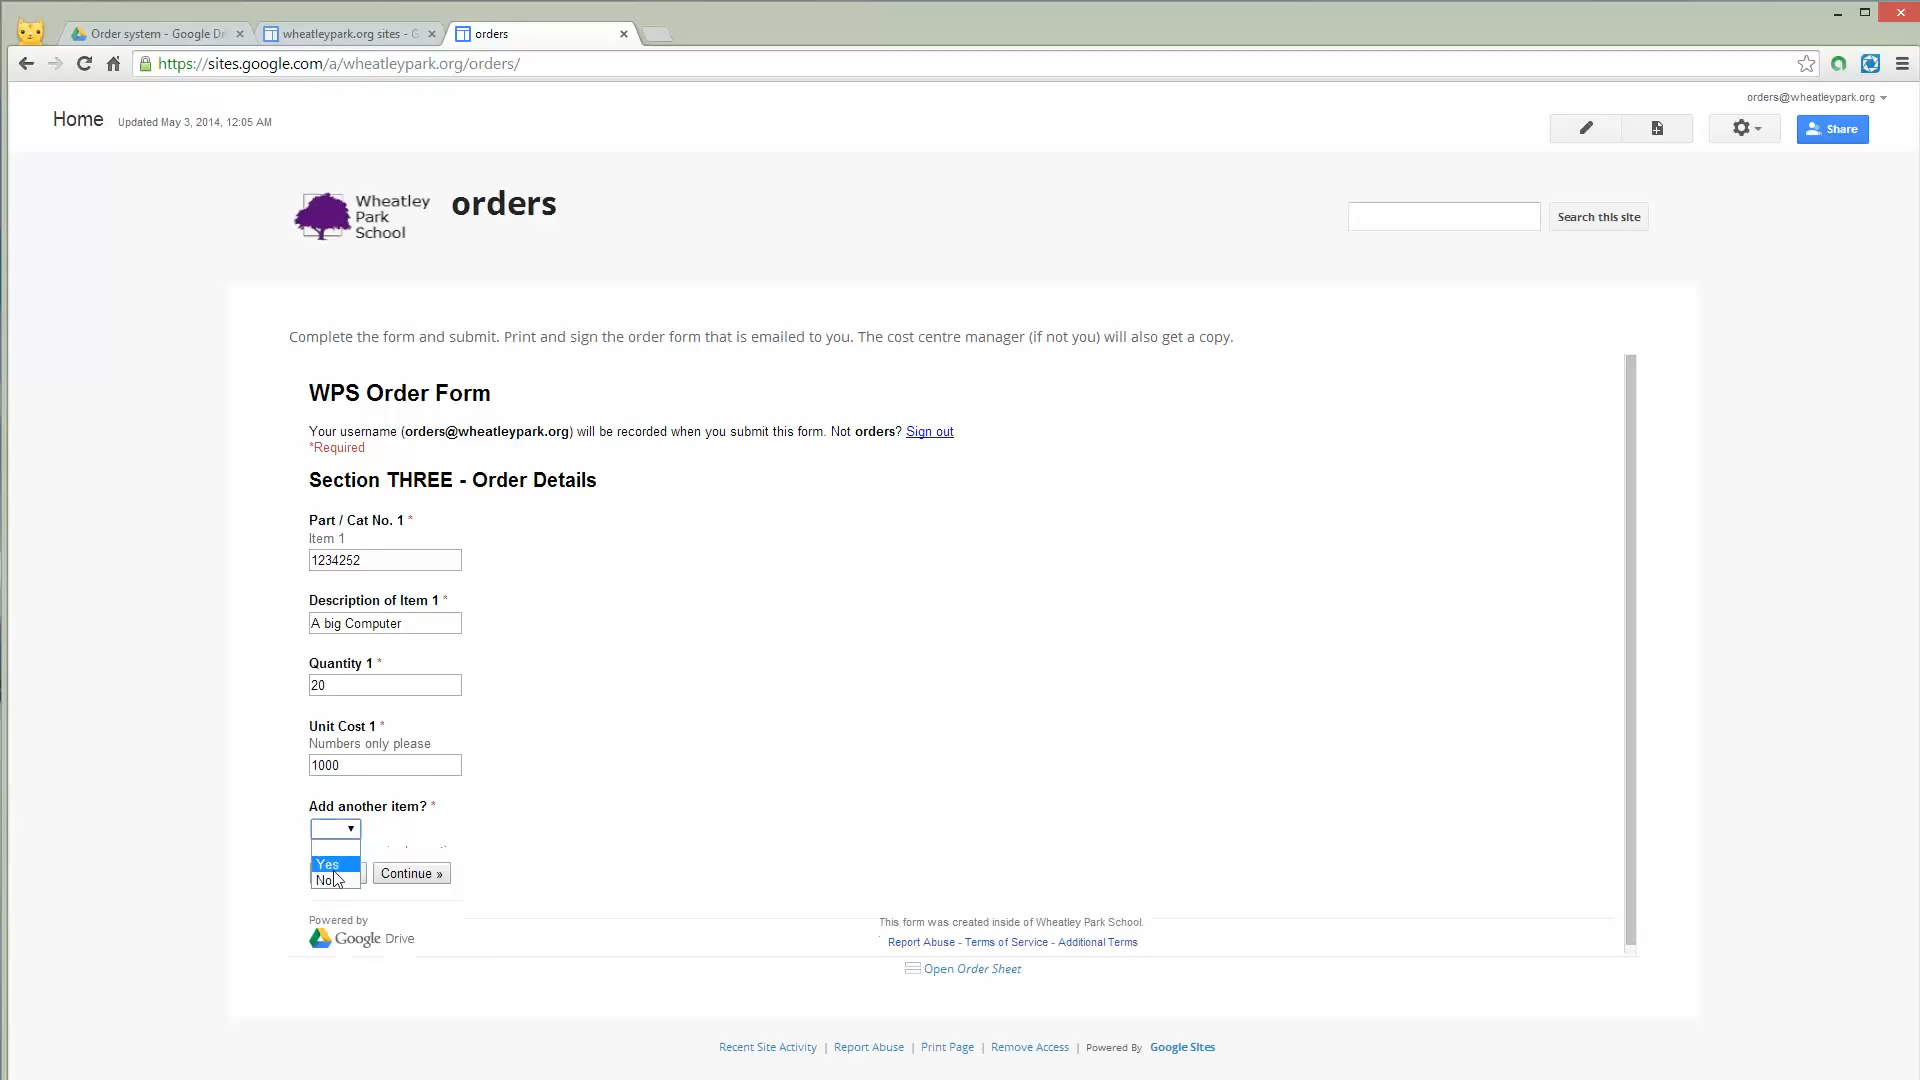 Order system - Google Dr
wheatleypark.org sites - G
orders
https://sites.google.com/a/wheatleypark.org/orders/
orders@wheatleypark.org
Home
Updated May 3, 2014, 12:05 AM
Share
Wheatley
Park
School
orders
Search this site
Complete the form and submit. Print and sign the order form that is emailed to you. The cost centre manager (if not you) will also get a copy.
WPS Order Form
Your username (orders@wheatleypark.org) will be recorded when you submit this form. Not orders? Sign out
*Required
Section THREE - Order Details
Part / Cat No. 1 *
Item 1
1234252
Description of Item 1 *
A big Computer
Quantity 1 *
20
Unit Cost 1 *
Numbers only please
1000
Add another item? *
Yes
No
Continue »
Powered by
Google Drive
This form was created inside of Wheatley Park School.
Report Abuse - Terms of Service - Additional Terms
Open Order Sheet
Recent Site Activity | Report Abuse | Print Page | Remove Access | Powered By Google Sites